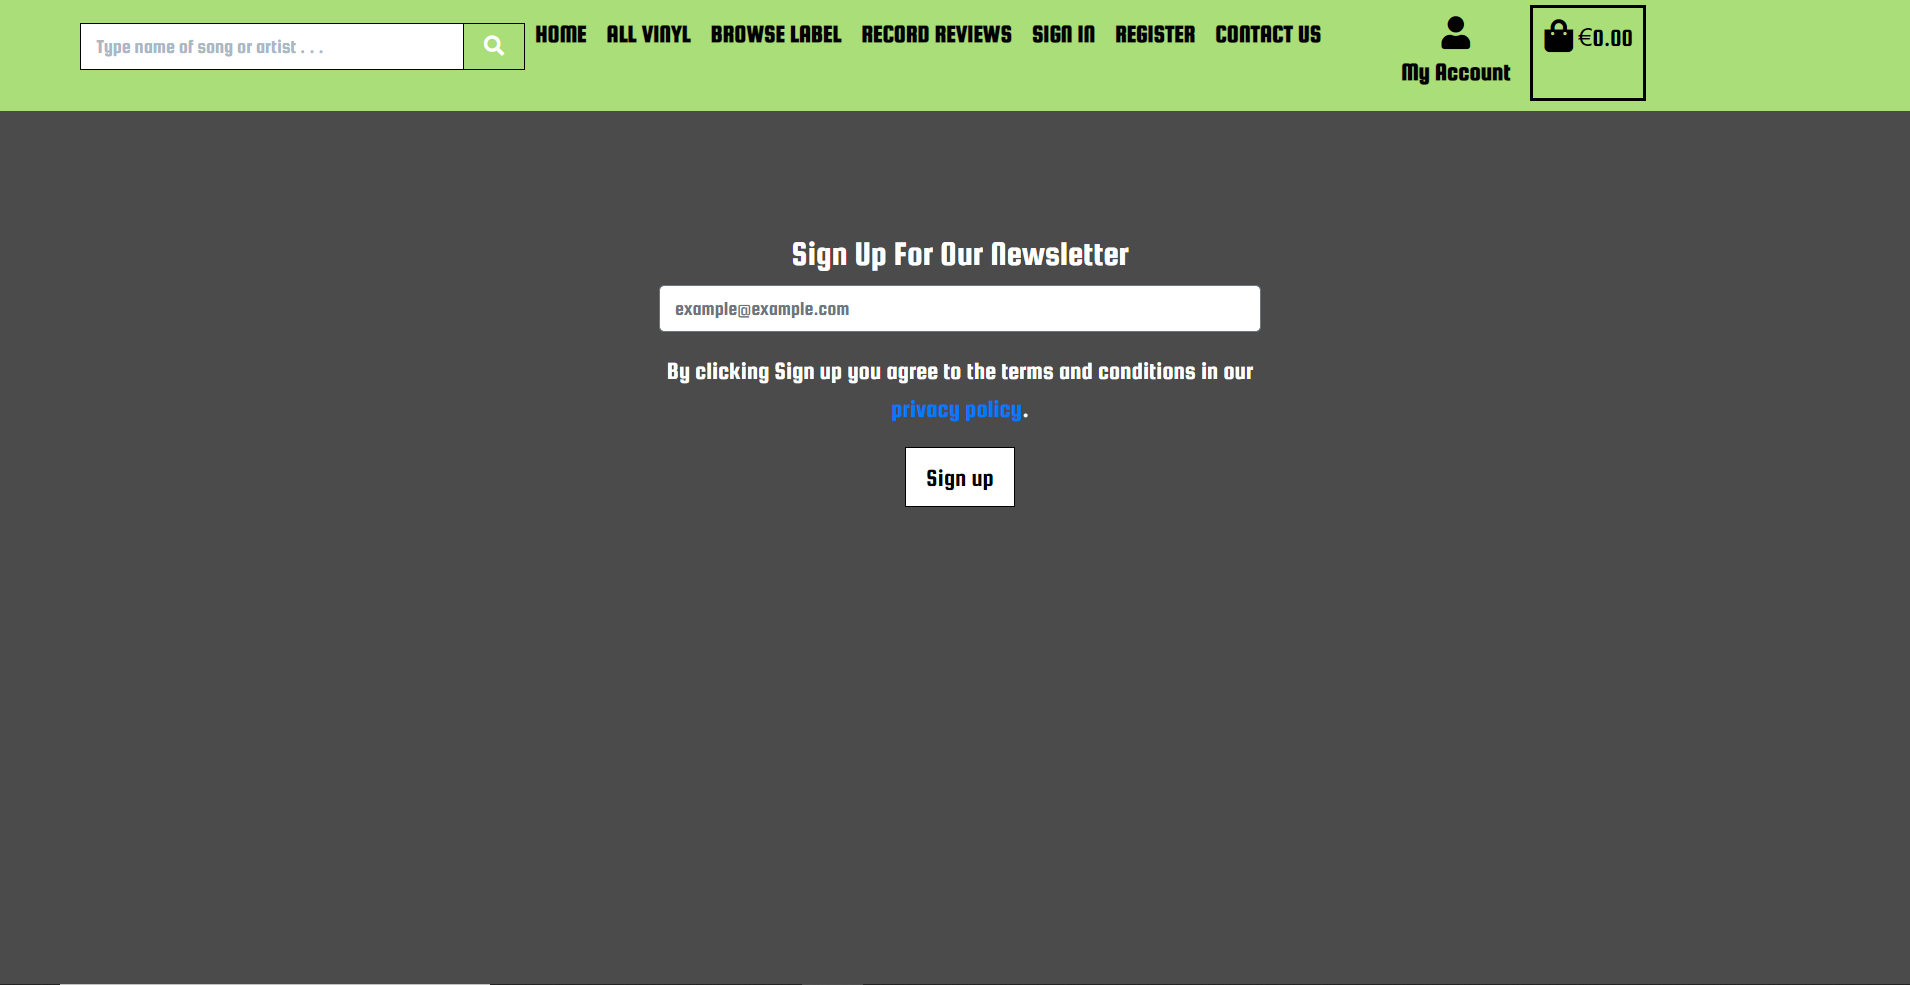 Type name of song or artist . . .
HOME ALL VINYL BROWSE LABEL RECORD REVIEWS SIGN IN REGISTER CONTACT US
My Account
€0.00
Sign Up For Our Newsletter
example@example.com
By clicking Sign up you agree to the terms and conditions in our
privacy policy.
Sign up